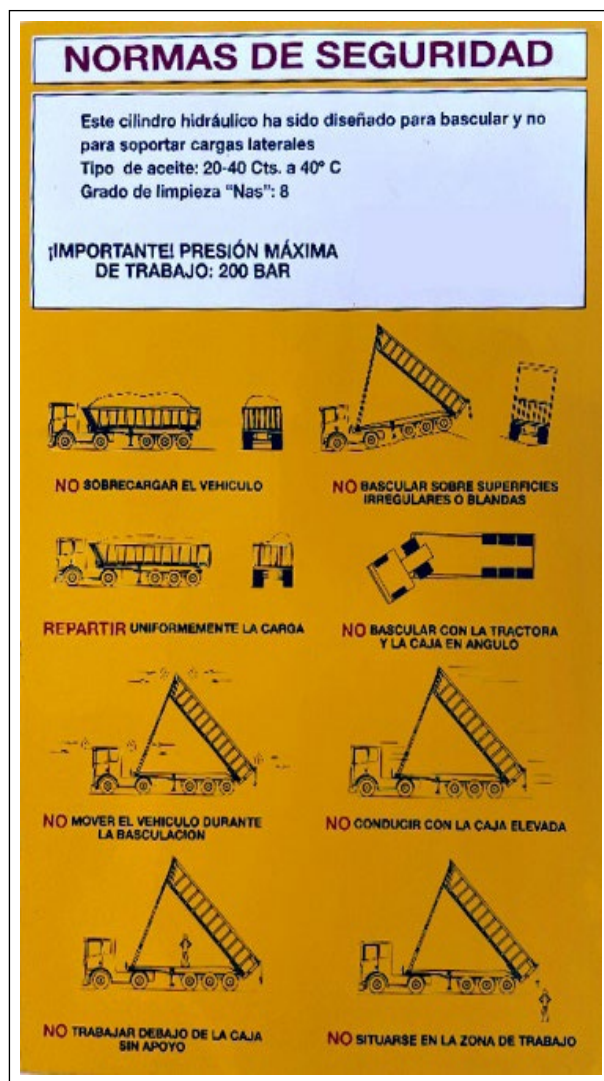 NORMAS DE SEGURIDAD
Este cilindro hidráulico ha sido diseñado para bascular y no
para soportar cargas laterales
Tipo de aceite: 20-40 Cts. a 40º C
Grado de limpieza "Nas": 8
¡IMPORTANTE! PRESIÓN MÁXIMA
DE TRABAJO: 200 BAR
NO SOBRECARGAR EL VEHICULO
NO BASCULAR SOBRE SUPERFICIES
IRREGULARES O BLANDAS
REPARTIR UNIFORMEMENTE LA CARGA
NO BASCULAR CON LA TRACTORA
Y LA CAJA EN ANGULO
NO MOVER EL VEHICULO DURANTE
LA BASCULACION
NO CONDUCIR CON LA CAJA ELEVADA
NO TRABAJAR DEBAJO DE LA CAJA
SIN APOYO
NO SITUARSE EN LA ZONA DE TRABAJO